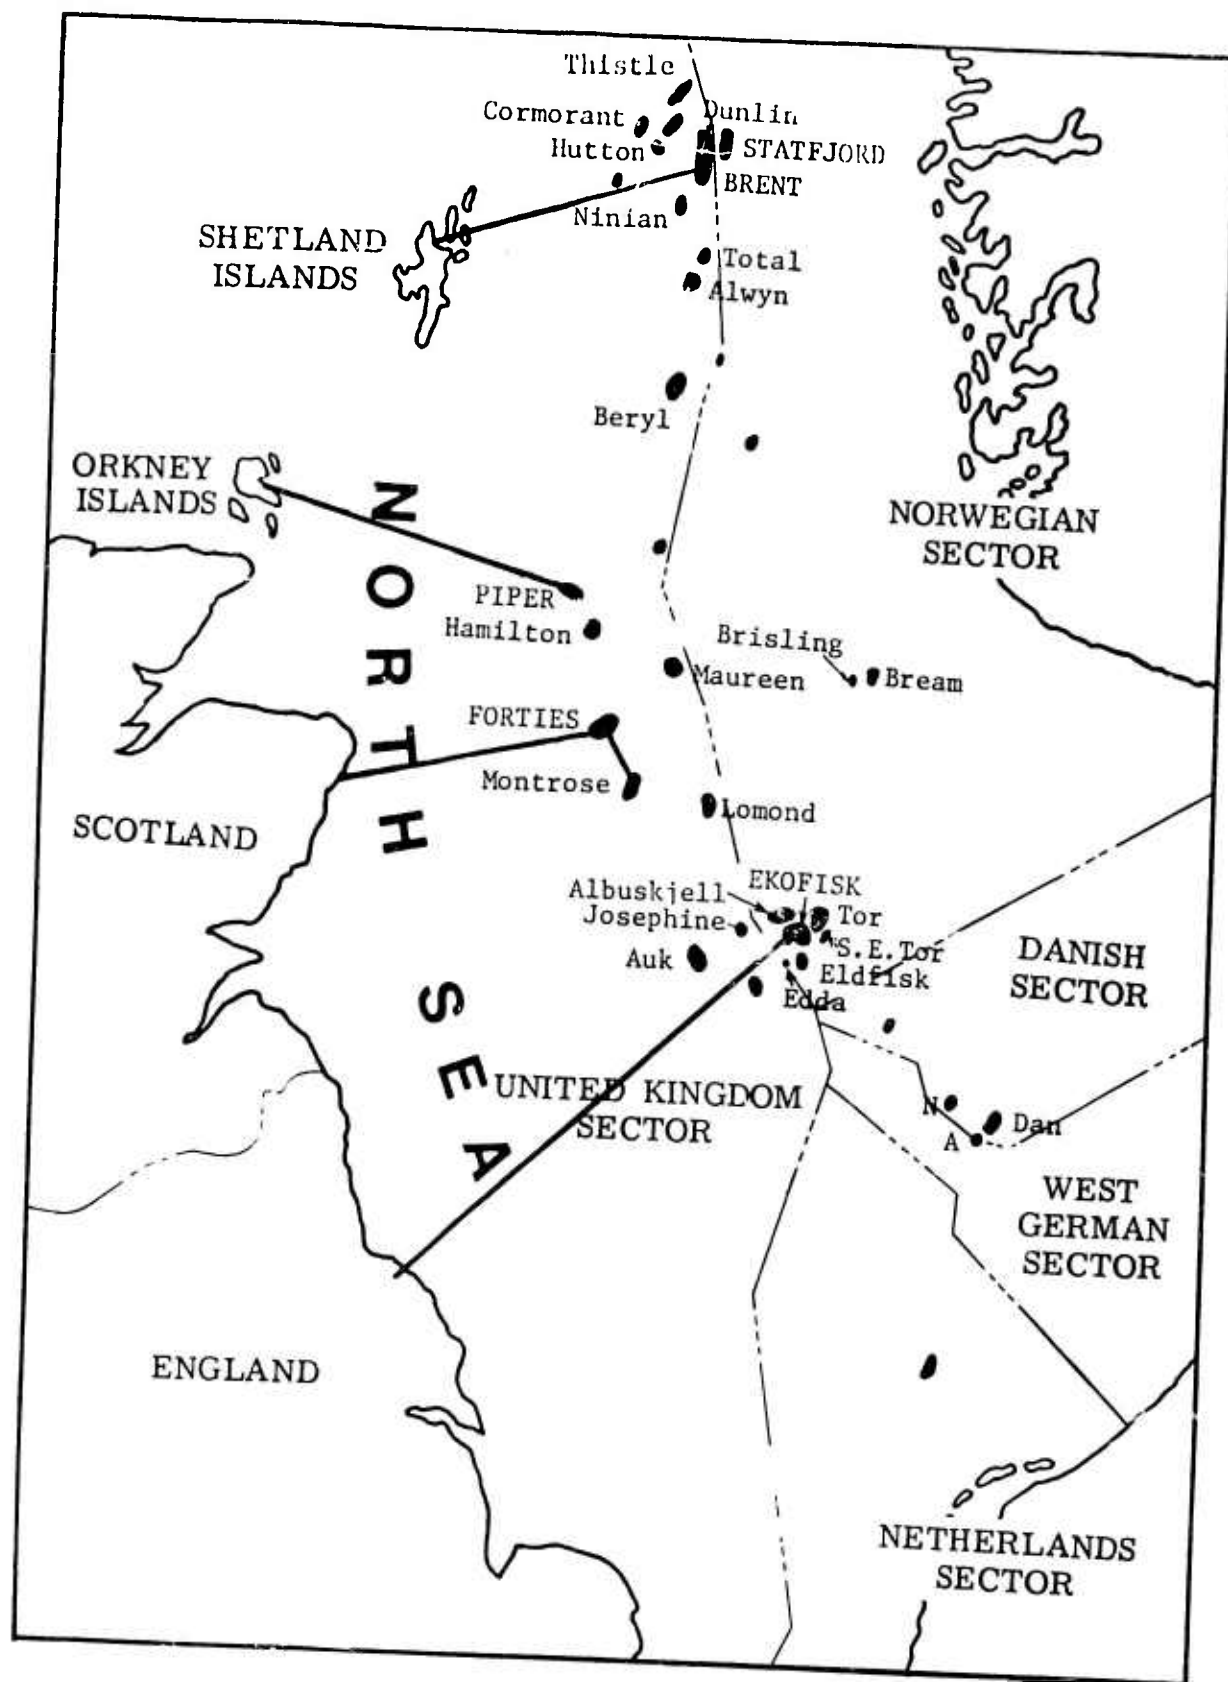 Thistle
Cormorant
Dunlin
Hutton
STATFJORD
BRENT
Ninian
SHETLAND
ISLANDS
Total
Alwyn
Beryl
ORKNEY
ISLANDS
NORWEGIAN
SECTOR
NORTH SEA
PIPER
Hamilton
Brisling
Maureen
Bream
FORTIES
Montrose
Lomond
SCOTLAND
EKOFISK
Albuskjell
Josephine
Tor
S.E.Tor
Auk
Eldfisk
Edda
DANISH
SECTOR
UNITED KINGDOM
SECTOR
N
A
Dan
WEST
GERMAN
SECTOR
ENGLAND
NETHERLANDS
SECTOR